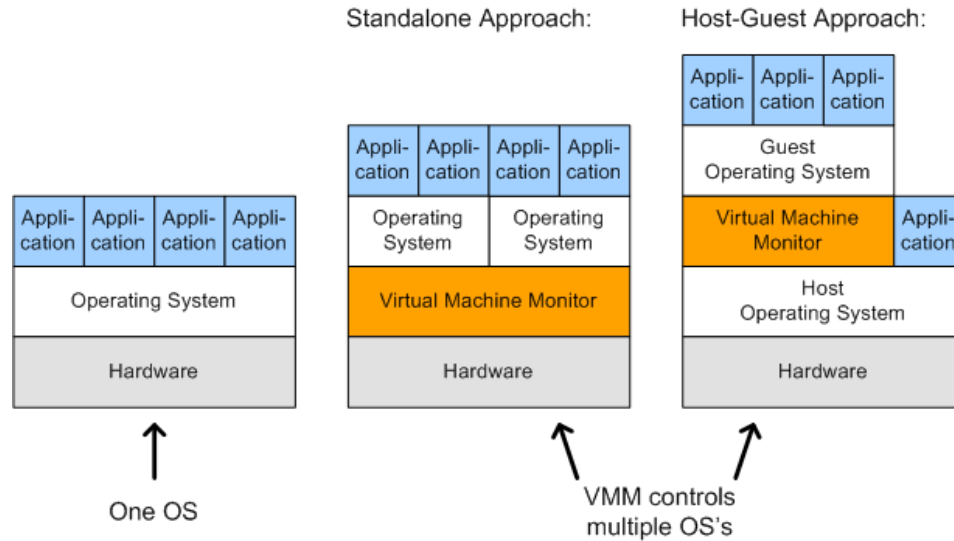 Standalone Approach:
Host-Guest Approach:
Appli-
cation
Appli-
cation
Appli-
cation
Appli-
cation
Operating System
Hardware
One OS
Appli-
cation
Appli-
cation
Appli-
cation
Appli-
cation
Operating
System
Operating
System
Virtual Machine Monitor
Hardware
Appli-
cation
Appli-
cation
Appli-
cation
Guest
Operating System
Virtual Machine
Monitor
Appli-
cation
Host
Operating System
Hardware
VMM controls
multiple OS's